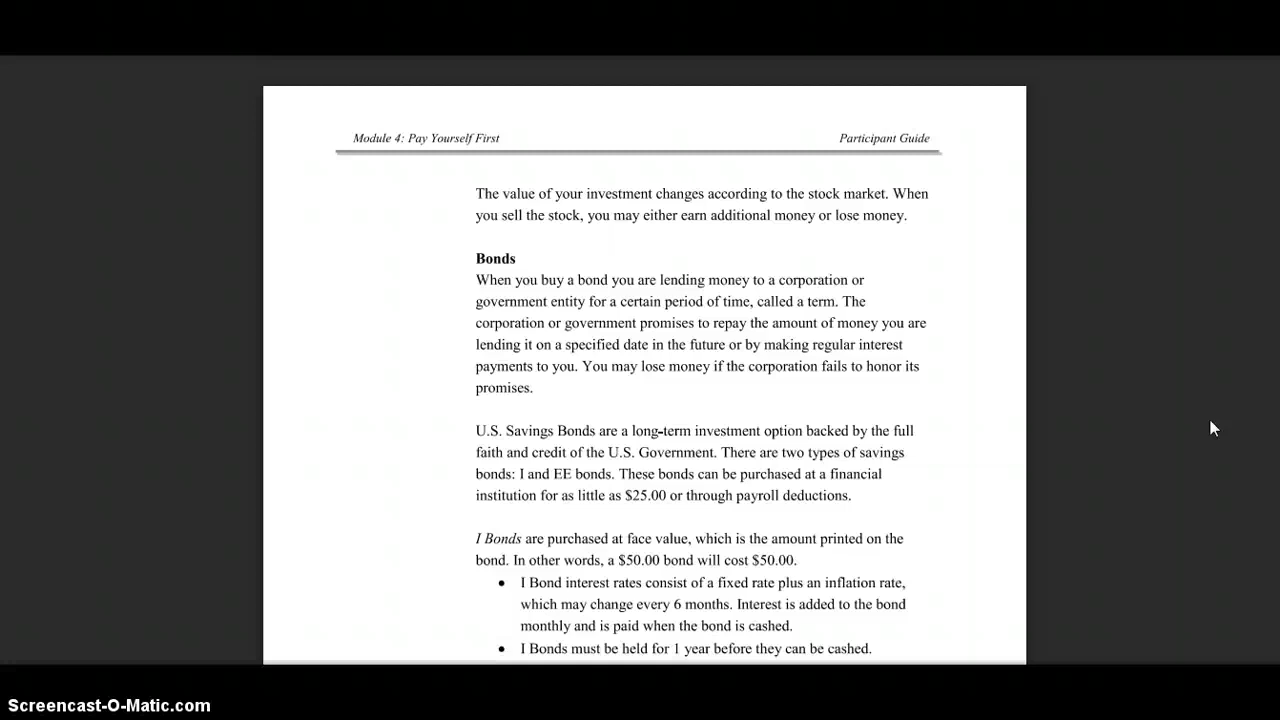 Module 4: Pay Yourself First
Participant Guide
The value of your investment changes according to the stock market. When
you sell the stock, you may either earn additional money or lose money.
Bonds
When you buy a bond you are lending money to a corporation or
government entity for a certain period of time, called a term. The
corporation or government promises to repay the amount of money you are
lending it on a specified date in the future or by making regular interest
payments to you. You may lose money if the corporation fails to honor its
promises.
U.S. Savings Bonds are a long-term investment option backed by the full
faith and credit of the U.S. Government. There are two types of savings
bonds: I and EE bonds. These bonds can be purchased at a financial
institution for as little as $25.00 or through payroll deductions.
I Bonds are purchased at face value, which is the amount printed on the
bond. In other words, a $50.00 bond will cost $50.00.
• I Bond interest rates consist of a fixed rate plus an inflation rate,
which may change every 6 months. Interest is added to the bond
monthly and is paid when the bond is cashed.
• I Bonds must be held for 1 year before they can be cashed.
Screencast-O-Matic.com